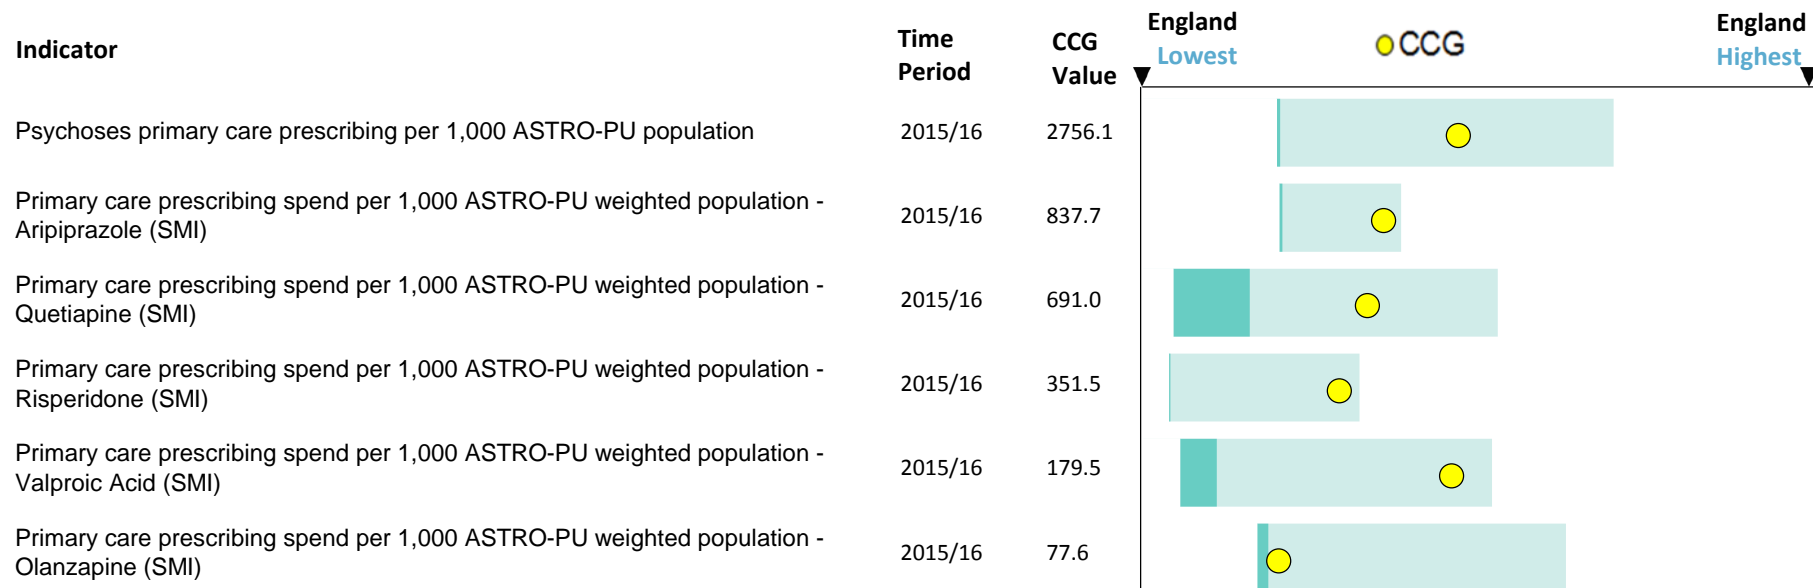 Indicator
Time
Period
CCG
Value
England
Lowest
CCG
England
Highest
Psychoses primary care prescribing per 1,000 ASTRO-PU population
2015/16
2756.1
Primary care prescribing spend per 1,000 ASTRO-PU weighted population -
Aripiprazole (SMI)
2015/16
837.7
Primary care prescribing spend per 1,000 ASTRO-PU weighted population -
Quetiapine (SMI)
2015/16
691.0
Primary care prescribing spend per 1,000 ASTRO-PU weighted population -
Risperidone (SMI)
2015/16
351.5
Primary care prescribing spend per 1,000 ASTRO-PU weighted population -
Valproic Acid (SMI)
2015/16
179.5
Primary care prescribing spend per 1,000 ASTRO-PU weighted population -
Olanzapine (SMI)
2015/16
77.6